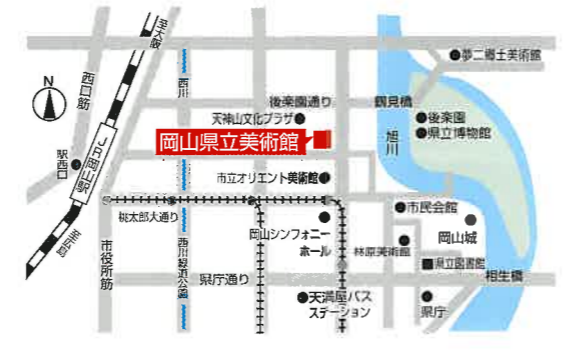 至大阪
N
西口筋
西川
夢二郷土美術館
後楽園通り
鶴見橋
天神山文化プラザ
後楽園
県立博物館
岡山県立美術館
旭川
JR岡山駅
駅西口
市立オリエント美術館
桃太郎大通り
市民会館
岡山城
岡山シンフォニー
ホール
林原美術館
市役所筋
西川緑道公園
県庁通り
県立図書館
相生橋
天満屋バス
ステーション
県庁